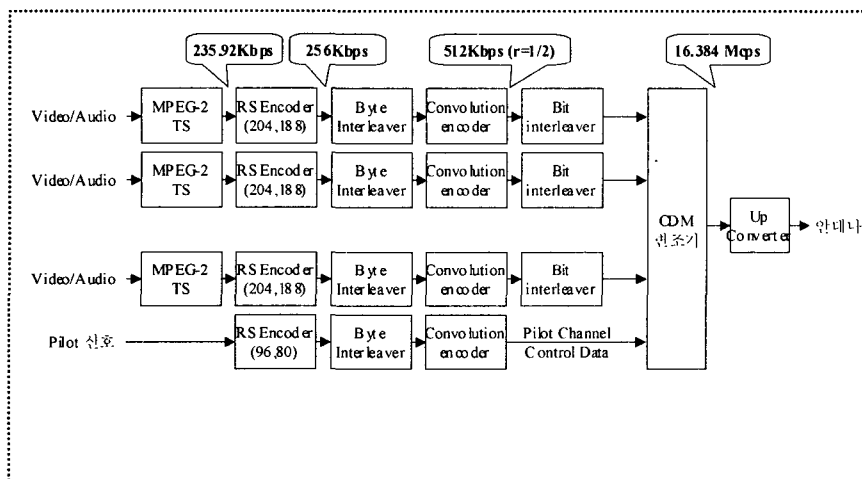 235.92Kbps
256Kbps
512Kbps (r=1/2)
16.384 Mcps
Video/Audio
MPEG-2
TS
RS Encoder
(204,188)
Byte
Interleaver
Convolution
encoder
Bit
interleaver
Video/Audio
MPEG-2
TS
RS Encoder
(204,188)
Byte
Interleaver
Convolution
encoder
Bit
interleaver
CDM
변조기
Up
Converter
안테나
Video/Audio
MPEG-2
TS
RS Encoder
(204,188)
Byte
Interleaver
Convolution
encoder
Bit
interleaver
Pilot 신호
RS Encoder
(96,80)
Byte
Interleaver
Convolution
encoder
Pilot Channel
Control Data